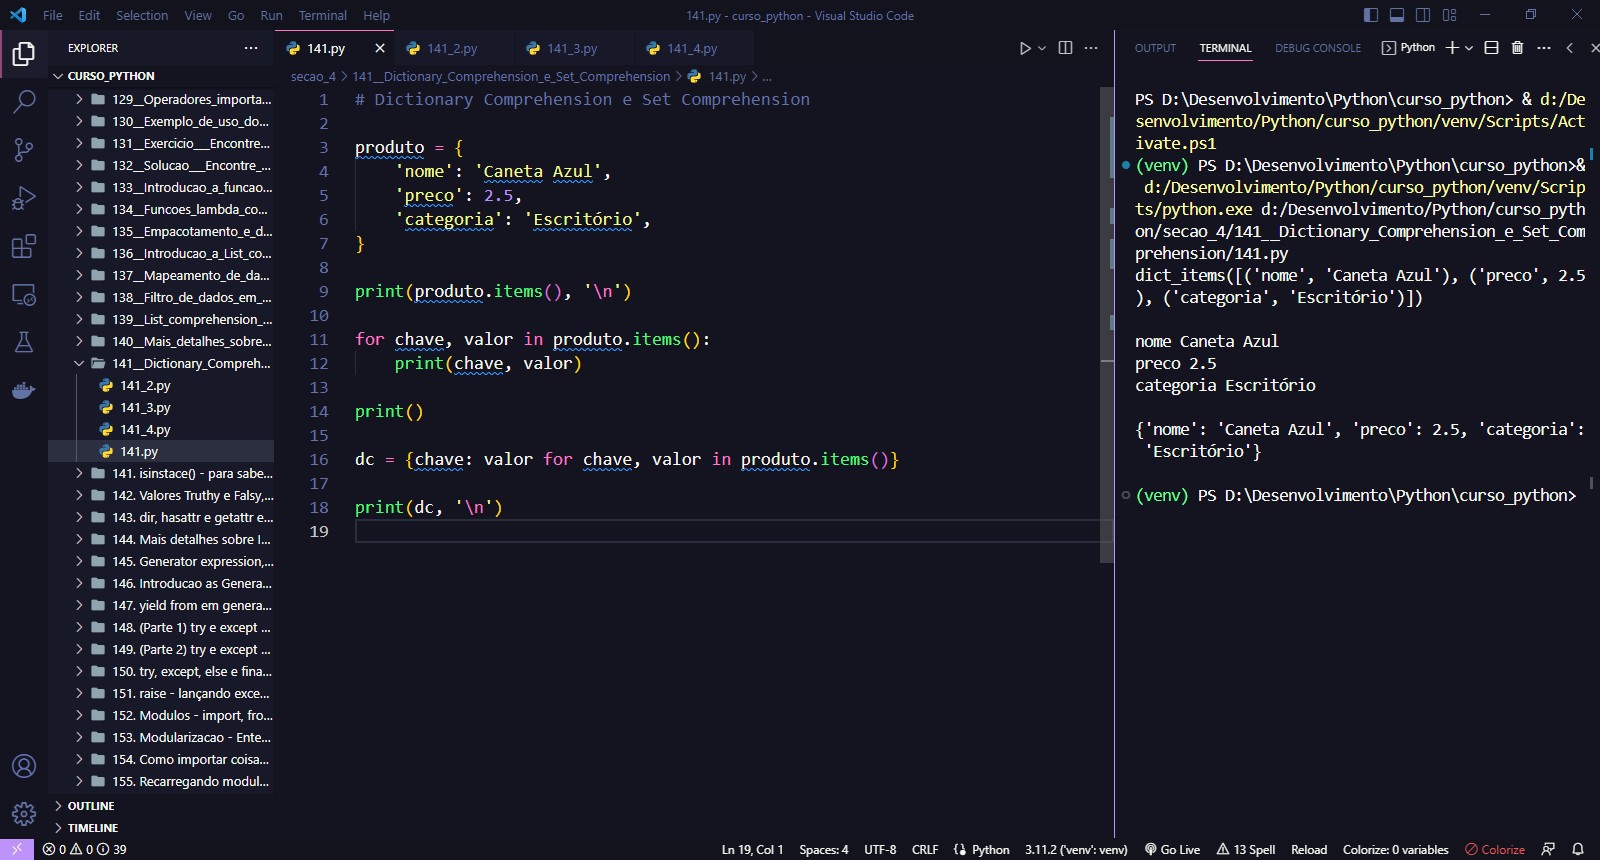 File Edit Selection View Go Run Terminal Help
141.py - curso_python - Visual Studio Code
EXPLORER
CURSO_PYTHON
129__Operadores_importa...
130__Exemplo_de_uso_do...
131__Exercicio___Encontre...
132__Solucao___Encontre_...
133__Introducao_a_funcao...
134__Funcoes_lambda_co...
135__Empacotamento_e_d...
136__Introducao_a_List_co...
137__Mapeamento_de_da...
138__Filtro_de_dados_em_...
139__List_comprehension_...
140__Mais_detalhes_sobre...
141__Dictionary_Compreh...
141_2.py
141_3.py
141_4.py
141.py
141. isinstace() - para sabe...
142. Valores Truthy e Falsy,...
143. dir, hasattr e getattr e...
144. Mais detalhes sobre I...
145. Generator expression,...
146. Introducao as Genera...
147. yield from em genera...
148. (Parte 1) try e except ...
149. (Parte 2) try e except ...
150. try, except, else e fina...
151. raise - lançando exce...
152. Modulos - import, fro...
153. Modularizacao - Ente...
154. Como importar coisa...
155. Recarregando modul...
OUTLINE
TIMELINE
141.py 141_2.py 141_3.py 141_4.py
secao_4 > 141__Dictionary_Comprehension_e_Set_Comprehension > 141.py > ...
1 # Dictionary Comprehension e Set Comprehension
2
3 produto = {
4 'nome': 'Caneta Azul',
5 'preco': 2.5,
6 'categoria': 'Escritório',
7 }
8
9 print(produto.items(), '\n')
10
11 for chave, valor in produto.items():
12 print(chave, valor)
13
14 print()
15
16 dc = {chave: valor for chave, valor in produto.items()}
17
18 print(dc, '\n')
19
OUTPUT TERMINAL DEBUG CONSOLE Python
PS D:\Desenvolvimento\Python\curso_python> & d:/De
senvolvimento/Python/curso_python/venv/Scripts/Act
ivate.ps1
(venv) PS D:\Desenvolvimento\Python\curso_python>&
d:/Desenvolvimento/Python/curso_python/venv/Scrip
ts/python.exe d:/Desenvolvimento/Python/curso_pyth
on/secao_4/141__Dictionary_Comprehension_e_Set_Com
prehension/141.py
dict_items([('nome', 'Caneta Azul'), ('preco', 2.5
), ('categoria', 'Escritório')])
nome Caneta Azul
preco 2.5
categoria Escritório
{'nome': 'Caneta Azul', 'preco': 2.5, 'categoria':
'Escritório'}
(venv) PS D:\Desenvolvimento\Python\curso_python>
0 0 39
Ln 19, Col 1 Spaces: 4 UTF-8 CRLF Python 3.11.2 ('venv': venv) Go Live 13 Spell Reload Colorize: 0 variables Colorize